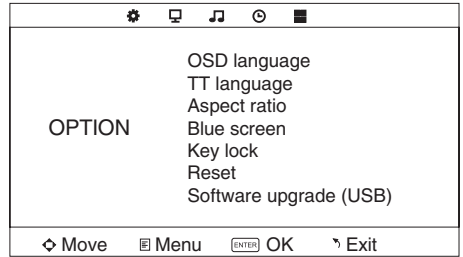 OSD language
TT language
Aspect ratio
OPTION
Blue screen
Key lock
Reset
Software upgrade (USB)
Move Menu ENTER OK Exit